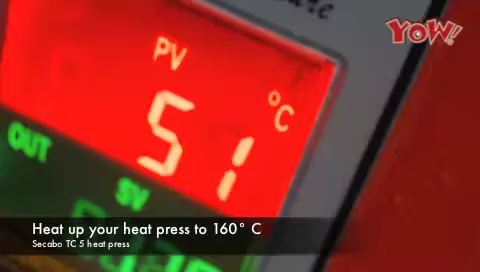 YOW!!
PV
°C
51
OUT
SV
Heat up your heat press to 160° C
Secabo TC 5 heat press